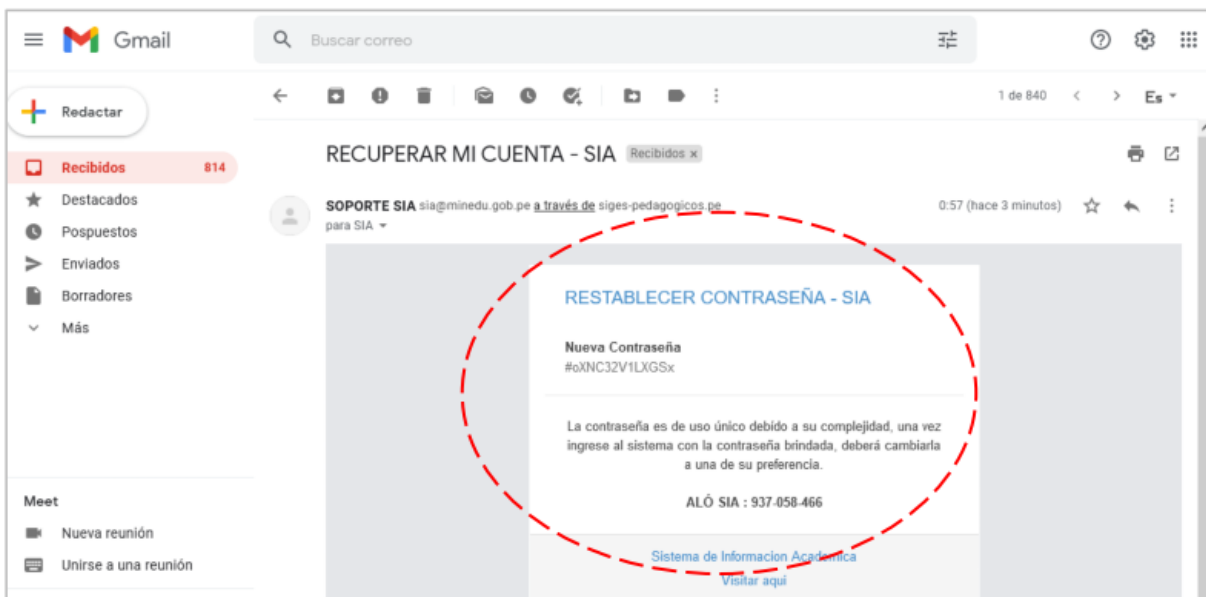 Gmail
Buscar correo
Redactar
1 de 840
Es
Recibidos 814
Destacados
Pospuestos
Enviados
Borradores
Más
Meet
Nueva reunión
Unirse a una reunión
RECUPERAR MI CUENTA - SIA Recibidos x
SOPORTE SIA sia@minedu.gob.pe a través de siges-pedagogicos.pe
0:57 (hace 3 minutos)
para SIA
RESTABLECER CONTRASEÑA - SIA
Nueva Contraseña
#oXNC32V1LXGSx
La contraseña es de uso único debido a su complejidad, una vez
ingrese al sistema con la contraseña brindada, deberá cambiarla
a una de su preferencia.
ALÓ SIA : 937-058-466
Sistema de Informacion Academica
Visitar aqui